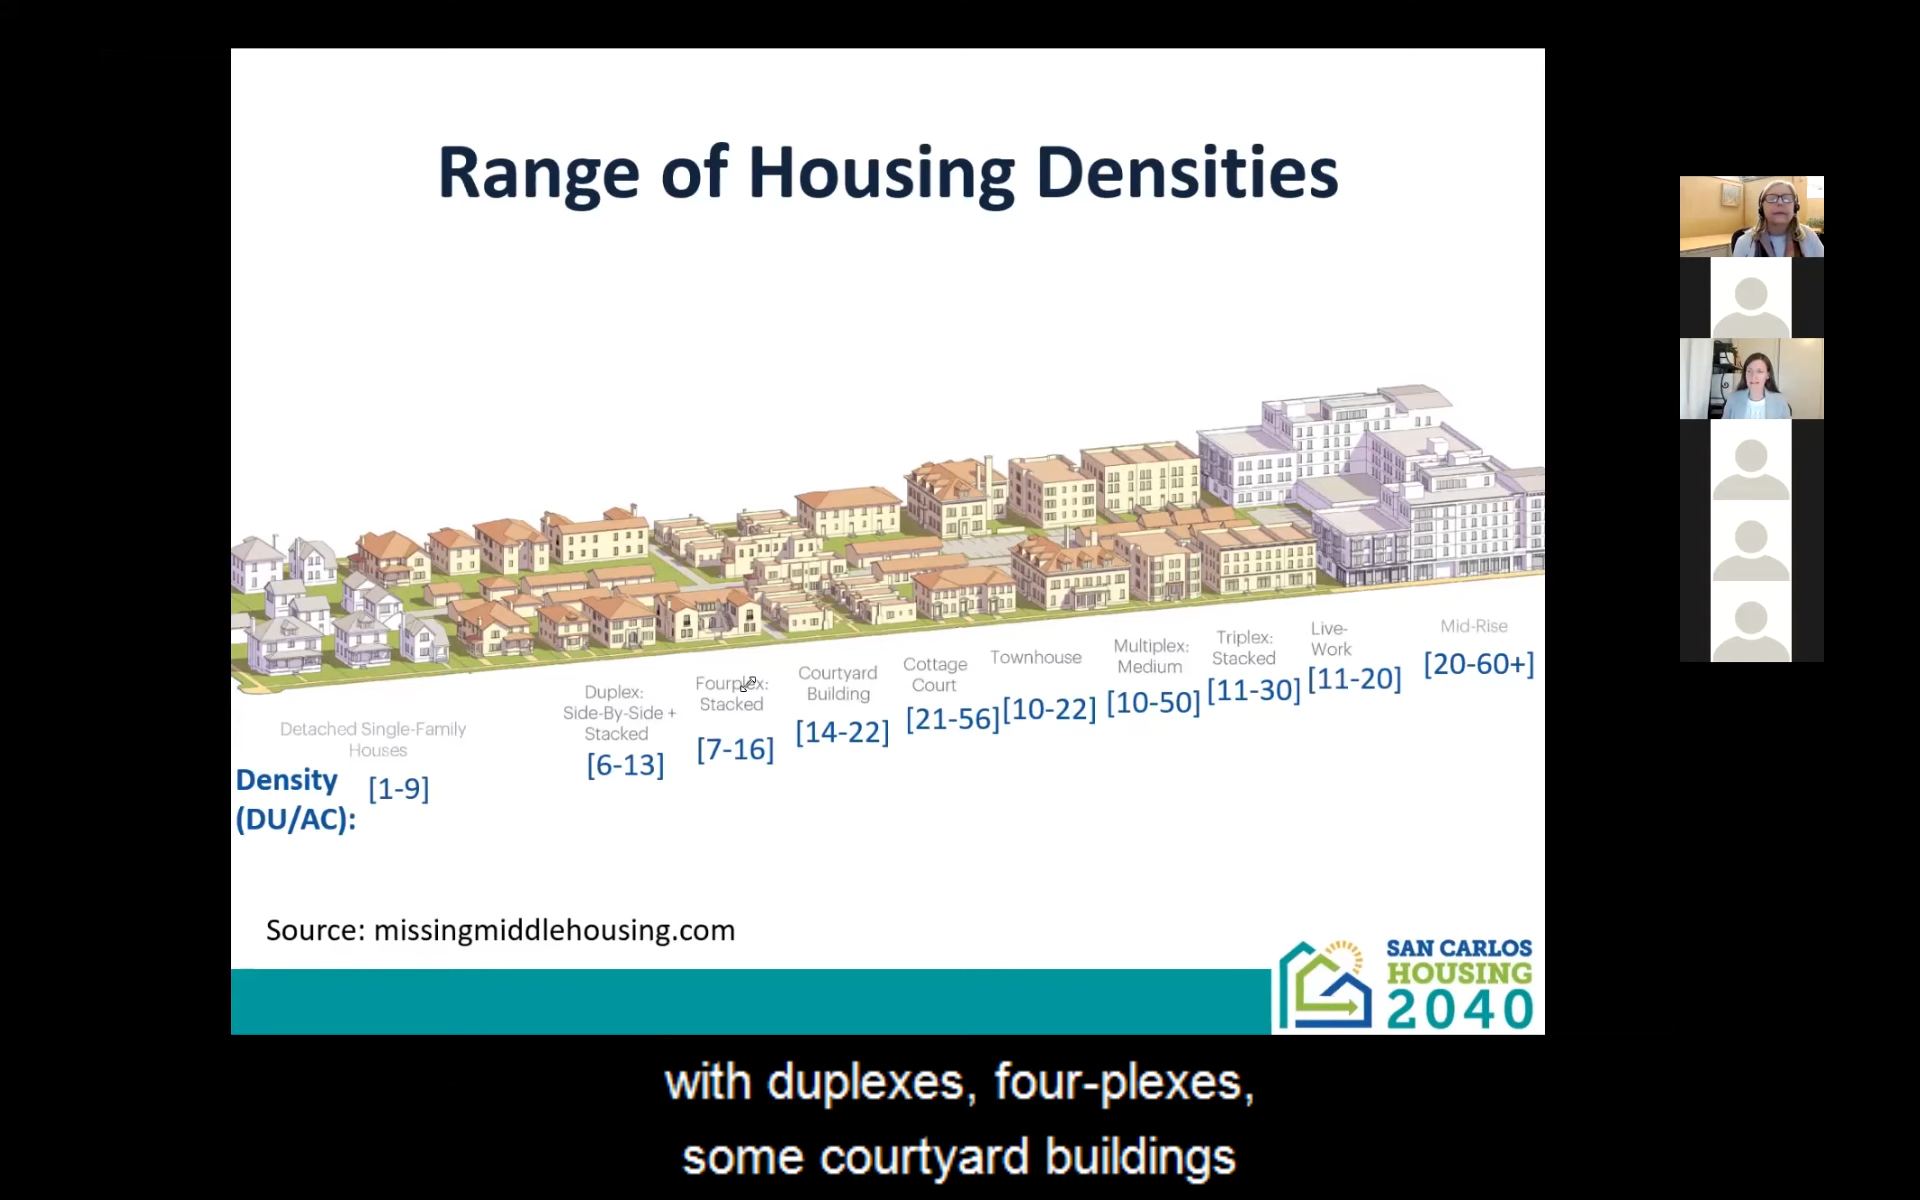 Range of Housing Densities
Detached Single-Family
Houses
Duplex:
Side-By-Side +
Stacked
Fourplex:
Stacked
Courtyard
Building
Cottage
Court
Townhouse
Multiplex:
Medium
Triplex:
Stacked
Live-
Work
Mid-Rise
Density
(DU/AC):
[1-9]
[6-13]
[7-16]
[14-22]
[21-56]
[10-22]
[10-50]
[11-30]
[11-20]
[20-60+]
Source: missingmiddlehousing.com
SAN CARLOS
HOUSING
2040
with duplexes, four-plexes,
some courtyard buildings